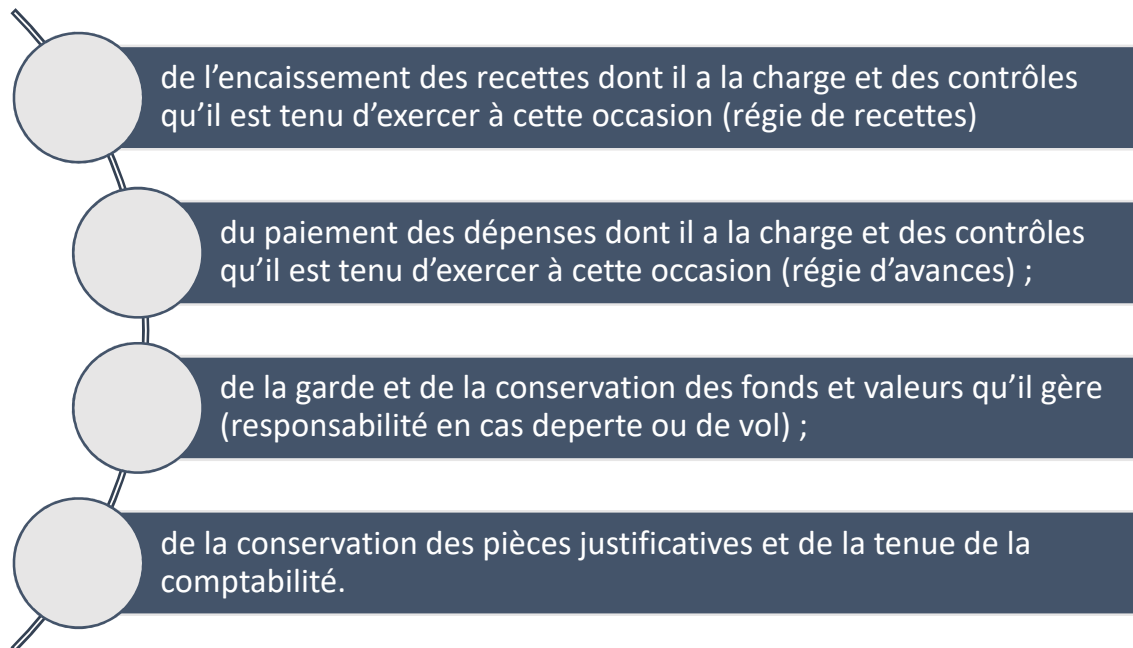 de l’encaissement des recettes dont il a la charge et des contrôles
qu’il est tenu d’exercer à cette occasion (régie de recettes)
du paiement des dépenses dont il a la charge et des contrôles
qu’il est tenu d’exercer à cette occasion (régie d’avances) ;
de la garde et de la conservation des fonds et valeurs qu’il gère
(responsabilité en cas deperte ou de vol) ;
de la conservation des pièces justificatives et de la tenue de la
comptabilité.